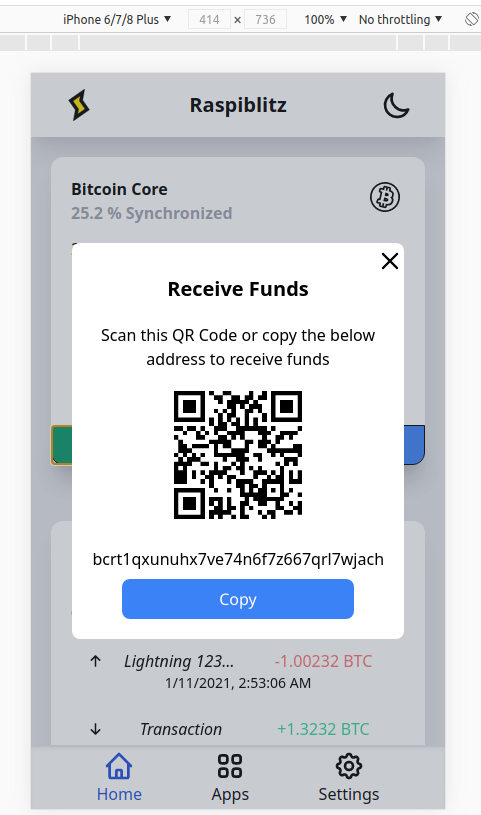 iPhone 6/7/8 Plus ▼ 414 × 736 100% ▼ No throttling ▼
Raspiblitz
Bitcoin Core
25.2 % Synchronized
Receive Funds
Scan this QR Code or copy the below
address to receive funds
bcrt1qxunuhx7ve74n6f7z667qrl7wjach
Copy
↑ Lightning 123... -1.00232 BTC
1/11/2021, 2:53:06 AM
↓ Transaction +1.3232 BTC
Home Apps Settings